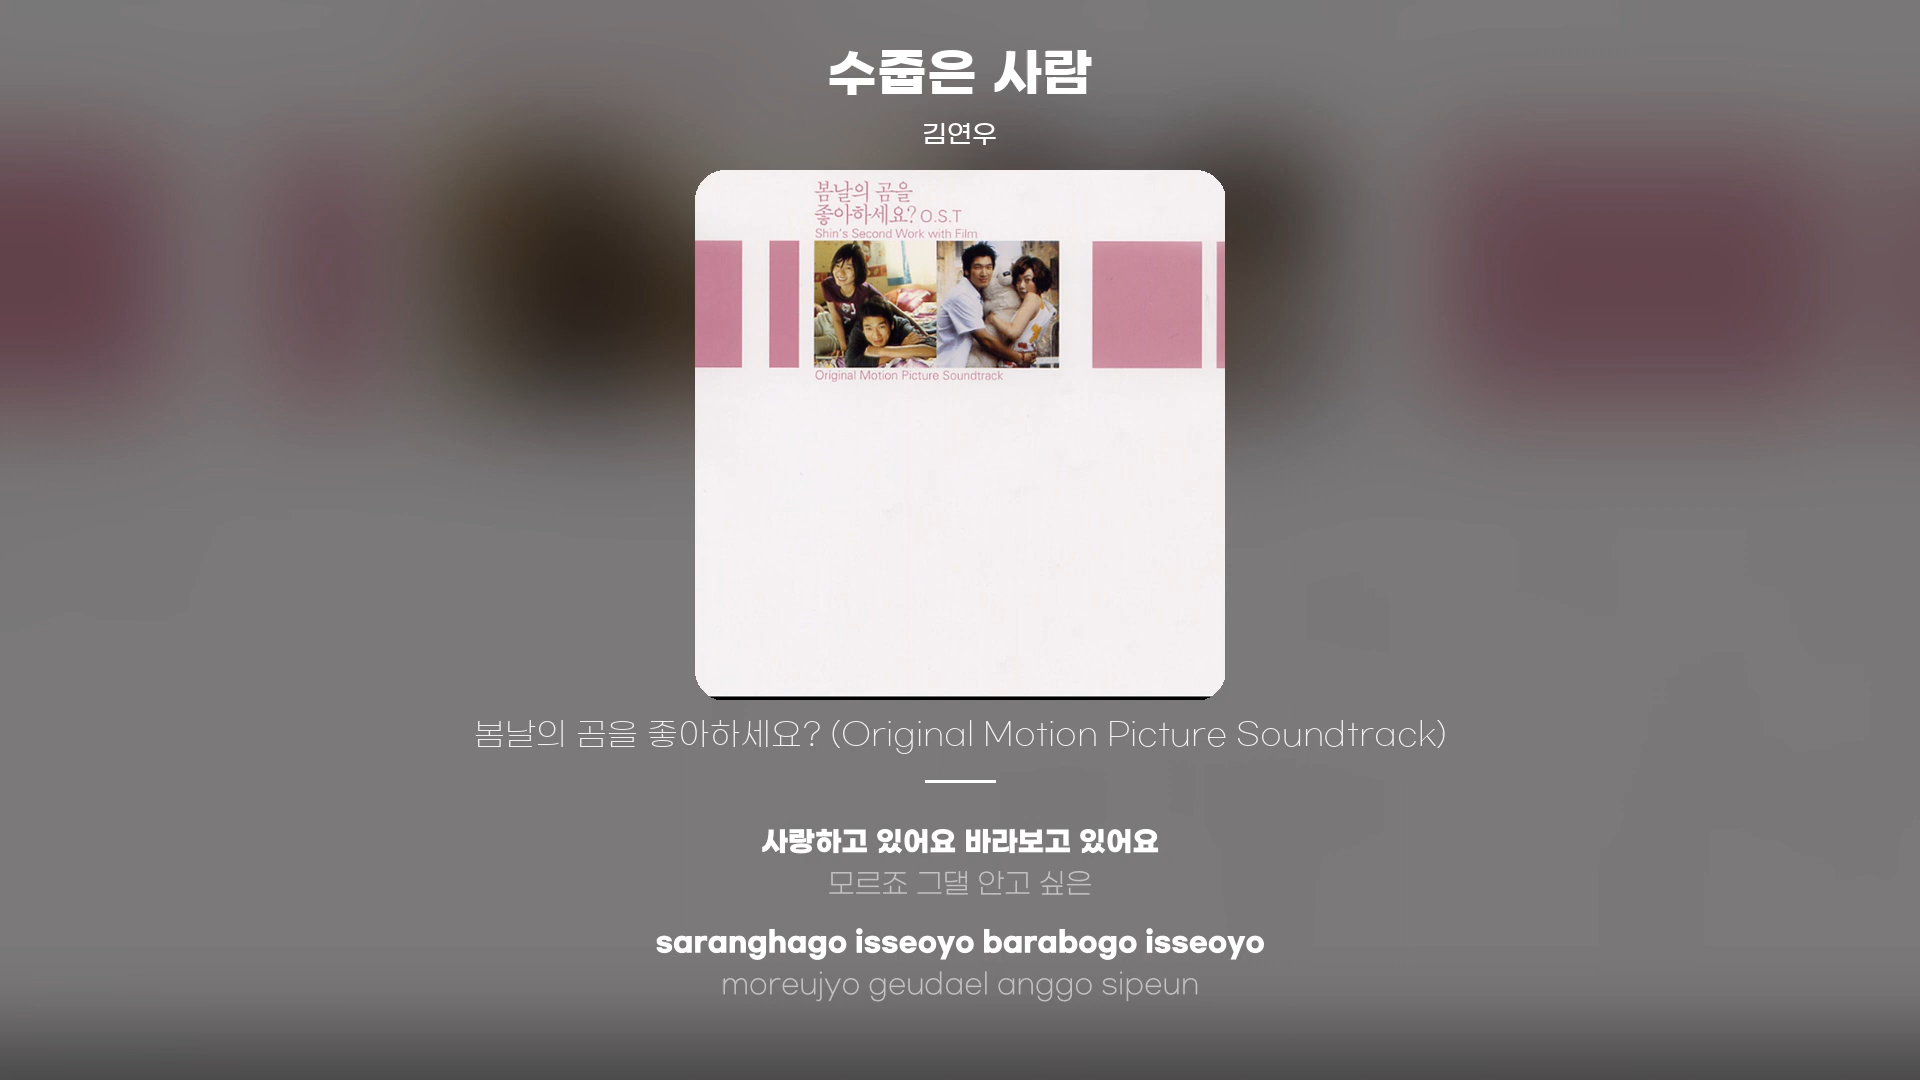 수줍은 사람
김연우
봄날의 곰을
좋아하세요? O.S.T
Shin's Second Work with Film
Original Motion Picture Soundtrack
봄날의 곰을 좋아하세요? (Original Motion Picture Soundtrack)
사랑하고 있어요 바라보고 있어요
모르죠 그댈 안고 싶은
saranghago isseoyo barabogo isseoyo
moreujyo geudael anggo sipeun